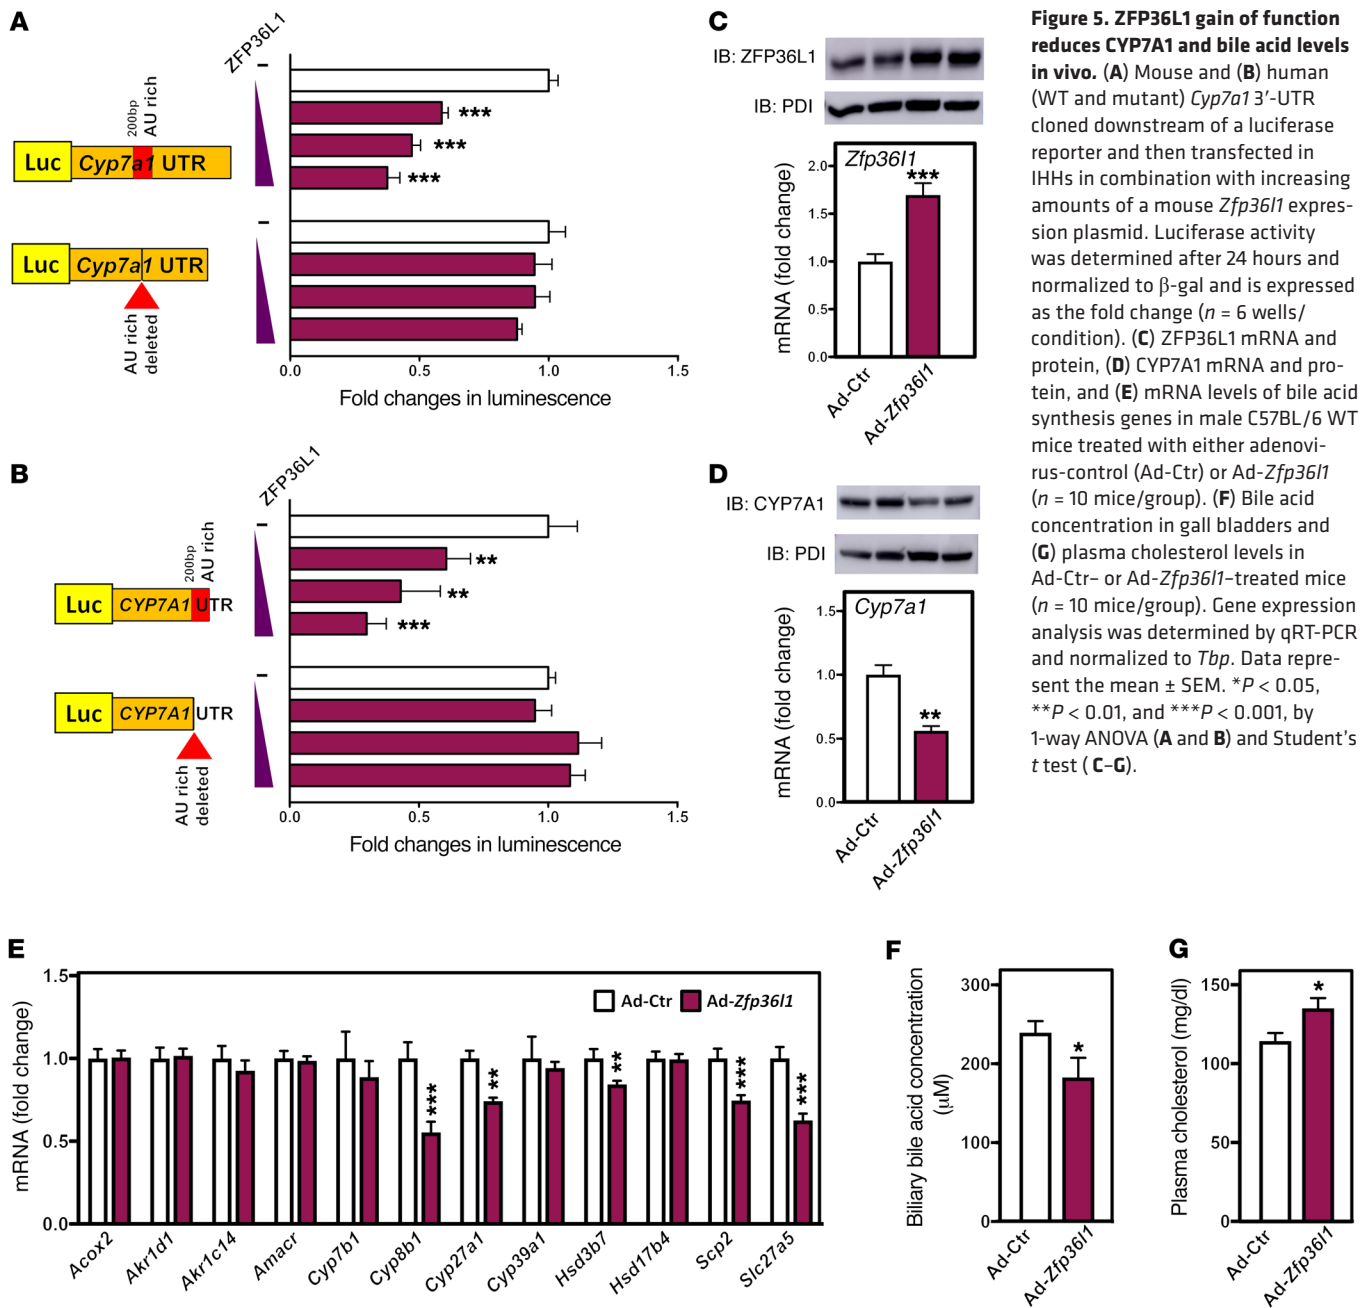 A
ZFP36L1
200bp
AU rich
Luc
Cyp7a1 UTR
–
***
***
***
Luc
Cyp7a1 UTR
AU rich
deleted
–
0.0
0.5
1.0
1.5
Fold changes in luminescence
B
ZFP36L1
200bp
AU rich
Luc
CYP7A1 UTR
–
**
**
***
Luc
CYP7A1 UTR
AU rich
deleted
–
0.0
0.5
1.0
1.5
Fold changes in luminescence
C
IB: ZFP36L1
IB: PDI
mRNA (fold change)
2.0
1.5
1.0
0.5
0.0
Zfp36l1
***
Ad-Ctr
Ad-Zfp36l1
D
IB: CYP7A1
IB: PDI
mRNA (fold change)
1.5
1.0
0.5
0.0
Cyp7a1
**
Ad-Ctr
Ad-Zfp36l1
Figure 5. ZFP36L1 gain of function
reduces CYP7A1 and bile acid levels
in vivo. (A) Mouse and (B) human
(WT and mutant) Cyp7a1 3′-UTR
cloned downstream of a luciferase
reporter and then transfected in
IHHs in combination with increasing
amounts of a mouse Zfp36l1 expres-
sion plasmid. Luciferase activity
was determined after 24 hours and
normalized to β-gal and is expressed
as the fold change (n = 6 wells/
condition). (C) ZFP36L1 mRNA and
protein, (D) CYP7A1 mRNA and pro-
tein, and (E) mRNA levels of bile acid
synthesis genes in male C57BL/6 WT
mice treated with either adenovi-
rus-control (Ad-Ctr) or Ad-Zfp36l1
(n = 10 mice/group). (F) Bile acid
concentration in gall bladders and
(G) plasma cholesterol levels in
Ad-Ctr– or Ad-Zfp36l1–treated mice
(n = 10 mice/group). Gene expression
analysis was determined by qRT-PCR
and normalized to Tbp. Data repre-
sent the mean ± SEM. *P < 0.05,
**P < 0.01, and ***P < 0.001, by
1-way ANOVA (A and B) and Student's
t test ( C–G).
E
mRNA (fold change)
1.5
1.0
0.5
0.0
Ad-Ctr
Ad-Zfp36l1
***
**
**
***
***
Acox2
Akr1d1
Akr1c14
Amacr
Cyp7b1
Cyp8b1
Cyp27a1
Cyp39a1
Hsd3b7
Hsd17b4
Scp2
Slc27a5
F
Biliary bile acid concentration
(µM)
300
200
100
0
*
Ad-Ctr
Ad-Zfp36l1
G
Plasma cholesterol (mg/dl)
150
100
50
0
*
Ad-Ctr
Ad-Zfp36l1